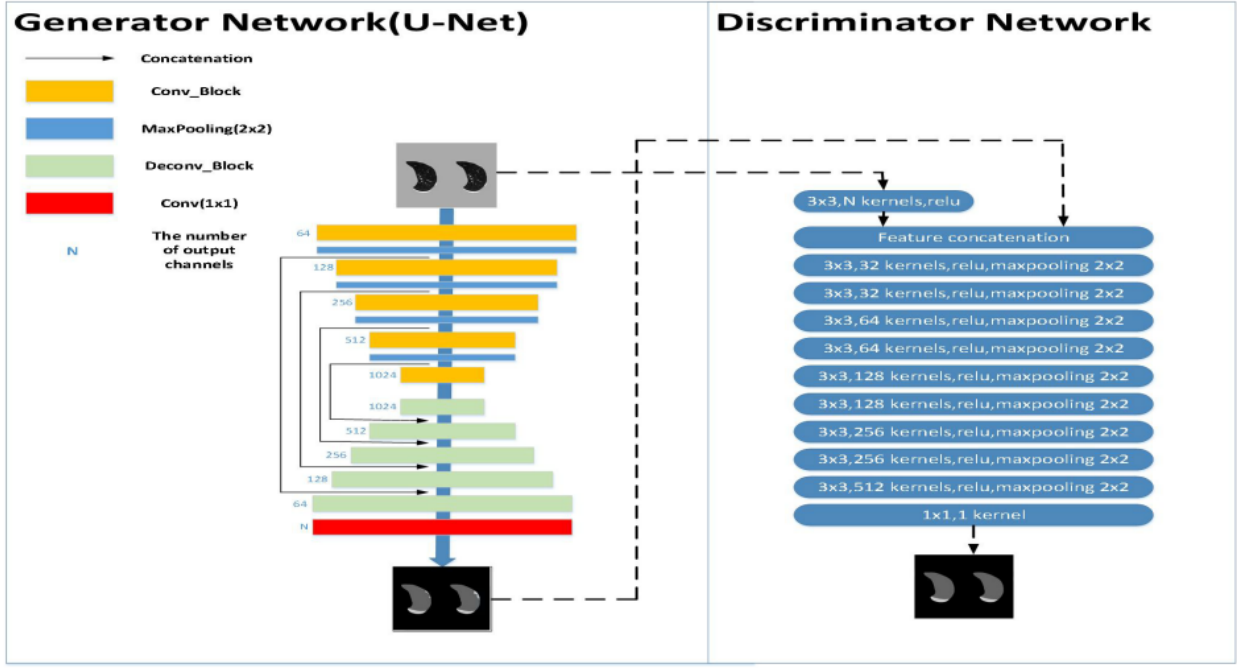 Generator Network(U-Net)
Concatenation
Conv_Block
MaxPooling(2x2)
Deconv_Block
Conv(1x1)
N
The number
of output
channels
64
128
256
512
1024
1024
512
256
128
64
N
Discriminator Network
3x3,N kernels,relu
Feature concatenation
3x3,32 kernels,relu,maxpooling 2x2
3x3,32 kernels,relu,maxpooling 2x2
3x3,64 kernels,relu,maxpooling 2x2
3x3,64 kernels,relu,maxpooling 2x2
3x3,128 kernels,relu,maxpooling 2x2
3x3,128 kernels,relu,maxpooling 2x2
3x3,256 kernels,relu,maxpooling 2x2
3x3,256 kernels,relu,maxpooling 2x2
3x3,512 kernels,relu,maxpooling 2x2
1x1,1 kernel